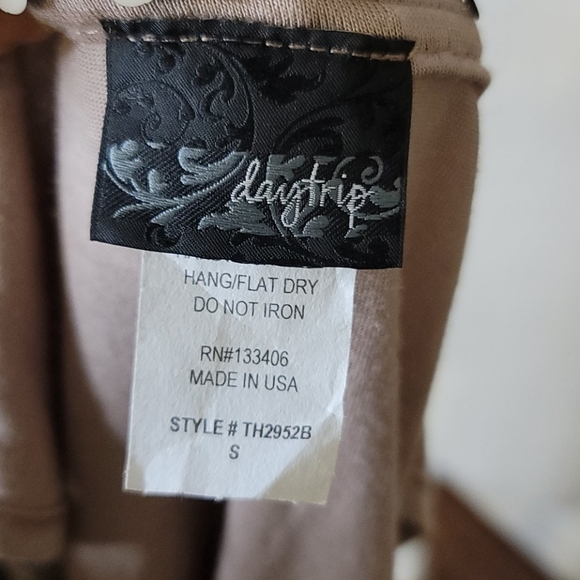 daytrip
HANG/FLAT DRY
DO NOT IRON
RN#133406
MADE IN USA
STYLE # TH2952B
S